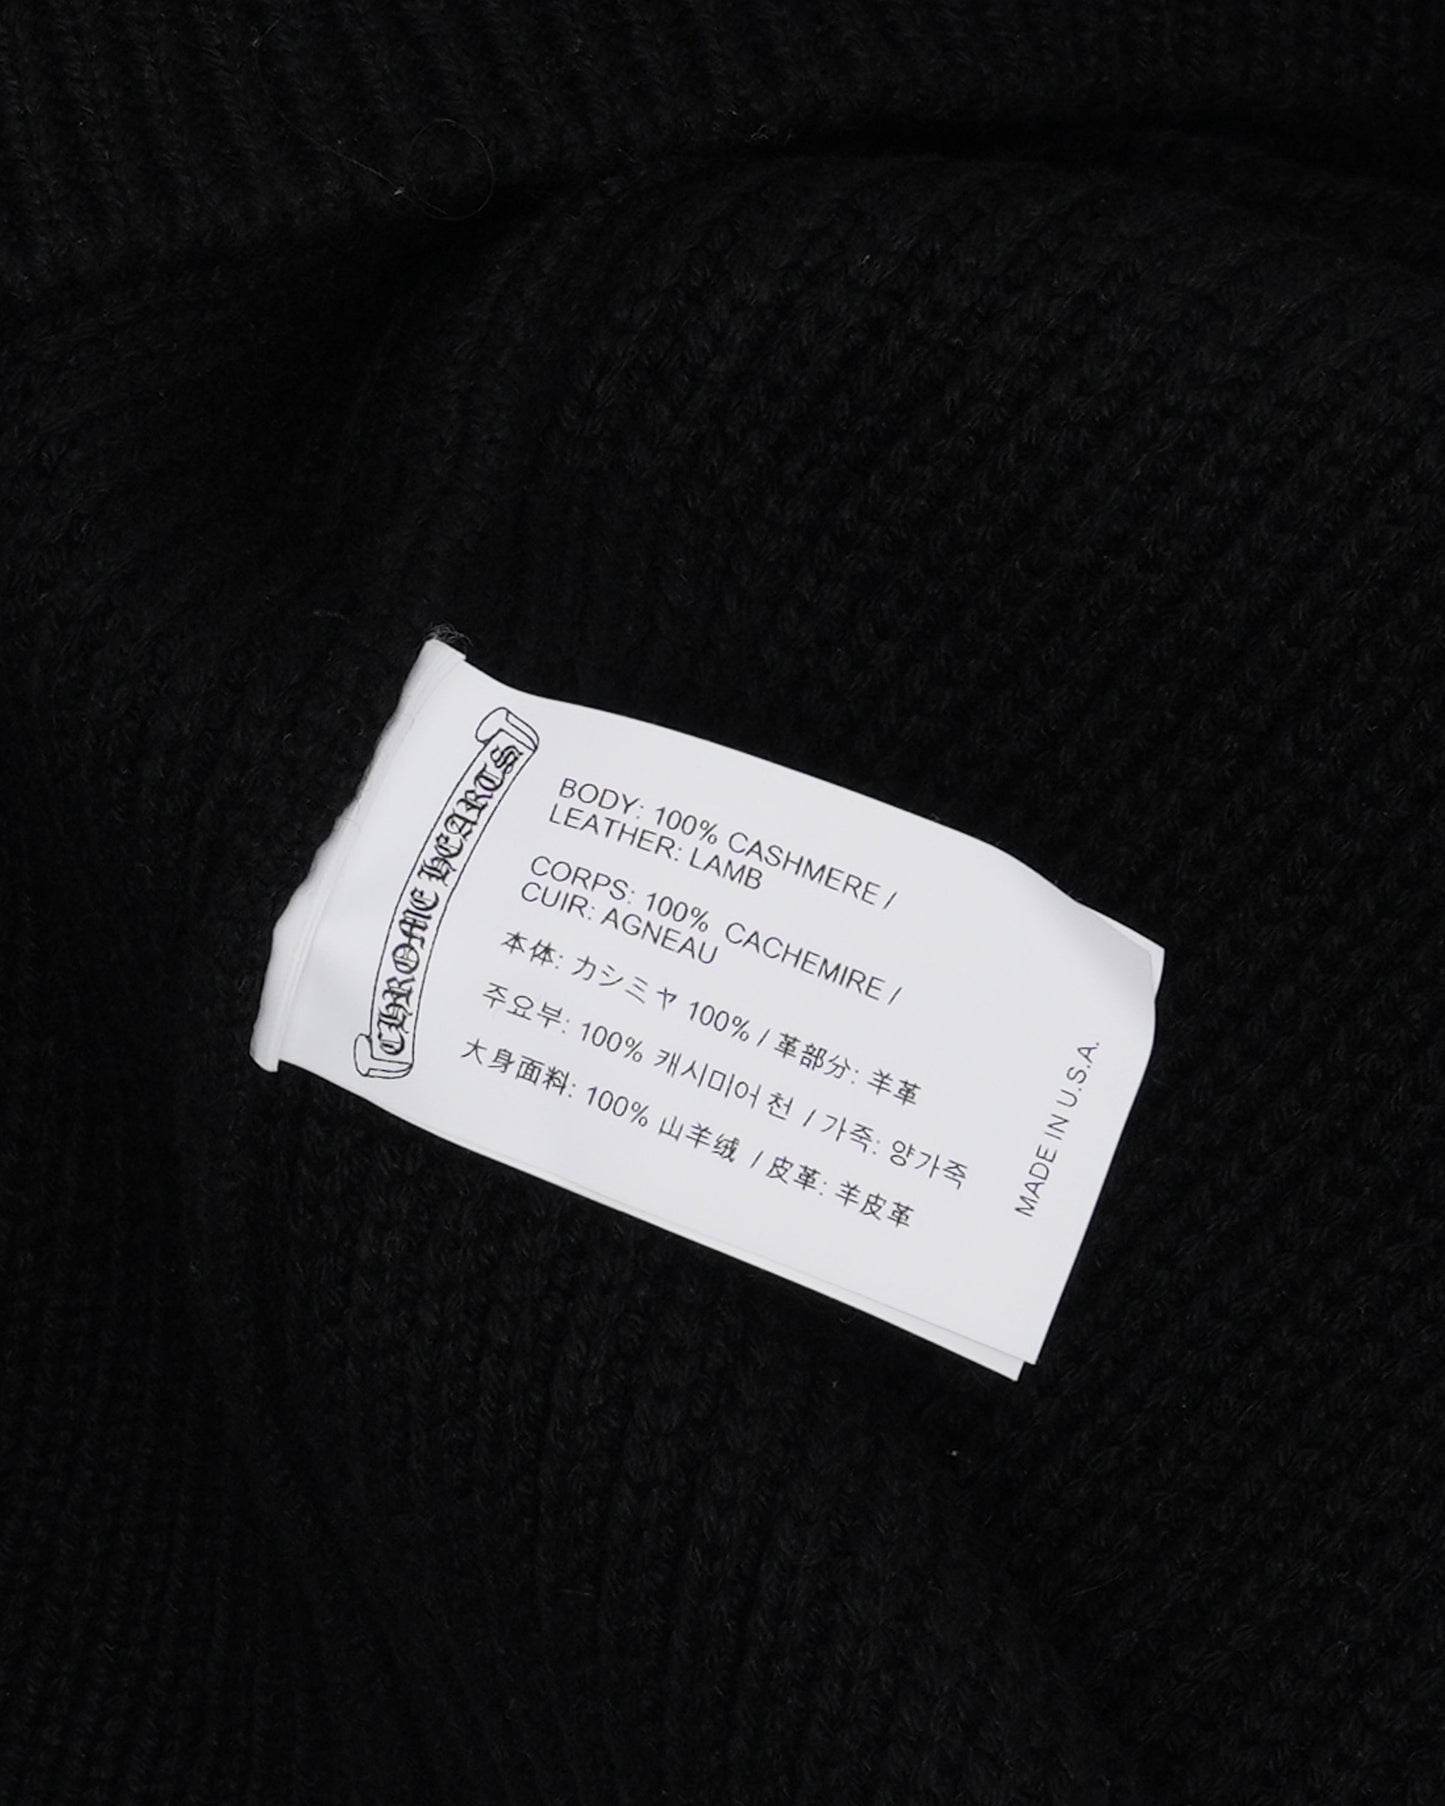 CHROME HEARTS
BODY: 100% CASHMERE /
LEATHER: LAMB
CORPS: 100% CACHEMIRE /
CUIR: AGNEAU
本体: カシミヤ 100% / 革部分: 羊革
주요부: 100% 캐시미어 천 / 가죽: 양가죽
大身面料: 100% 山羊绒 / 皮革: 羊皮革
MADE IN U.S.A.